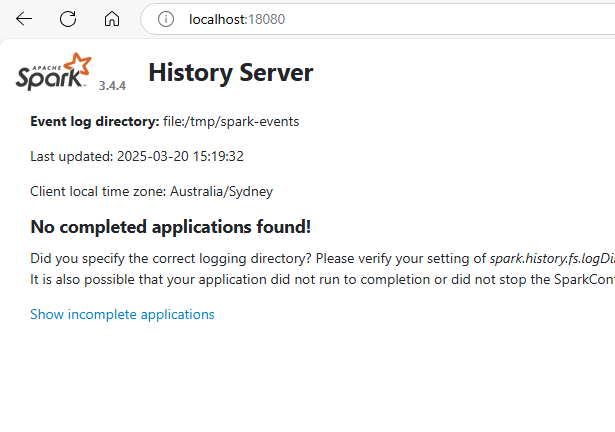 localhost:18080
APACHE
Spark 3.4.4 History Server
Event log directory: file:/tmp/spark-events
Last updated: 2025-03-20 15:19:32
Client local time zone: Australia/Sydney
No completed applications found!
Did you specify the correct logging directory? Please verify your setting of spark.history.fs.logDi
It is also possible that your application did not run to completion or did not stop the SparkCon
Show incomplete applications